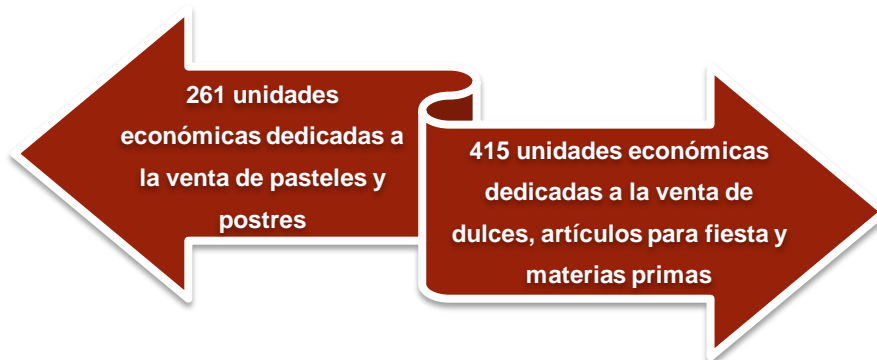 261 unidades
económicas dedicadas a
la venta de pasteles y
postres
415 unidades económicas
dedicadas a la venta de
dulces, artículos para fiesta y
materias primas